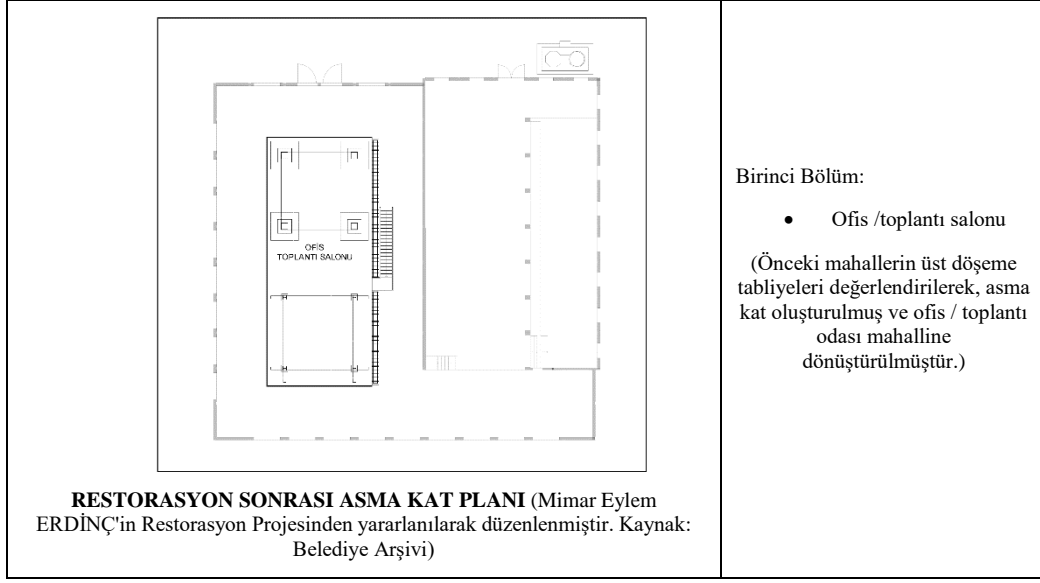 OFİS
TOPLANTI SALONU
RESTORASYON SONRASI ASMA KAT PLANI (Mimar Eylem
ERDİNÇ'in Restorasyon Projesinden yararlanılarak düzenlenmiştir. Kaynak:
Belediye Arşivi)
Birinci Bölüm:
• Ofis /toplantı salonu
(Önceki mahallerin üst döşeme
tabliyeleri değerlendirilerek, asma
kat oluşturulmuş ve ofis / toplantı
odası mahalline
dönüştürülmüştür.)